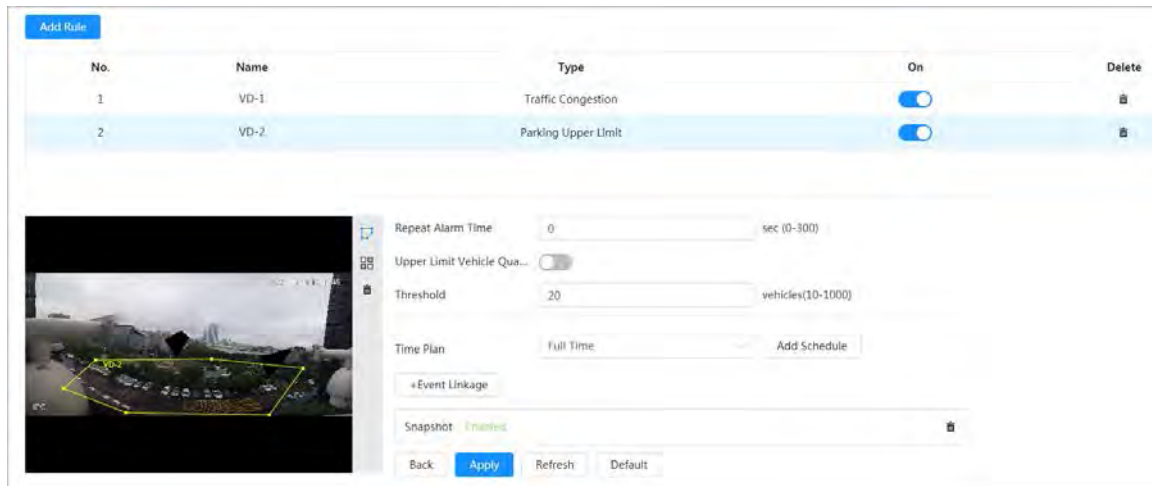 Add Rule
No. Name Type On Delete
1 VD-1 Traffic Congestion
2 VD-2 Parking Upper Limit
Repeat Alarm Time 0 sec (0-300)
Upper Limit Vehicle Qua...
Threshold 20 vehicles(10-1000)
VD-2
Time Plan Full Time Add Schedule
+Event Linkage
IPC
Snapshot Enabled
Back Apply Refresh Default